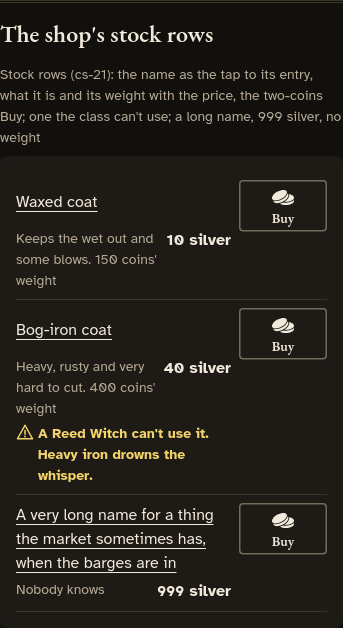 The shop's stock rows
Stock rows (cs-21): the name as the tap to its entry,
what it is and its weight with the price, the two-coins
Buy; one the class can't use; a long name, 999 silver, no
weight
Waxed coat
Buy
Keeps the wet out and
some blows. 150 coins'
weight
10 silver
Bog-iron coat
Buy
Heavy, rusty and very
hard to cut. 400 coins'
weight
40 silver
A Reed Witch can't use it.
Heavy iron drowns the
whisper.
A very long name for a thing
the market sometimes has,
when the barges are in
Buy
Nobody knows
999 silver